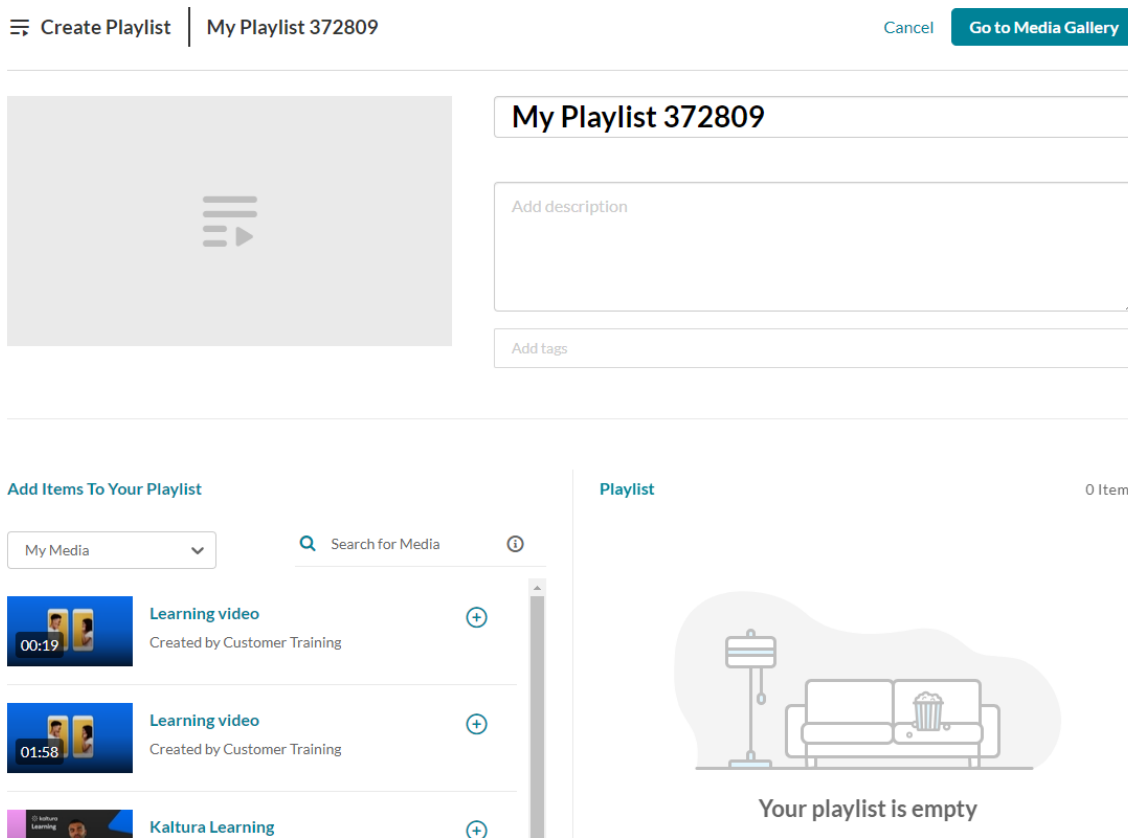 Create Playlist My Playlist 372809 Cancel Go to Media Gallery
My Playlist 372809
Add description
Add tags
Add Items To Your Playlist
My Media Search for Media
00:19
Learning video
Created by Customer Training
01:58
Learning video
Created by Customer Training
kaltura
Learning
Kaltura Learning
Playlist 0 Item
Your playlist is empty